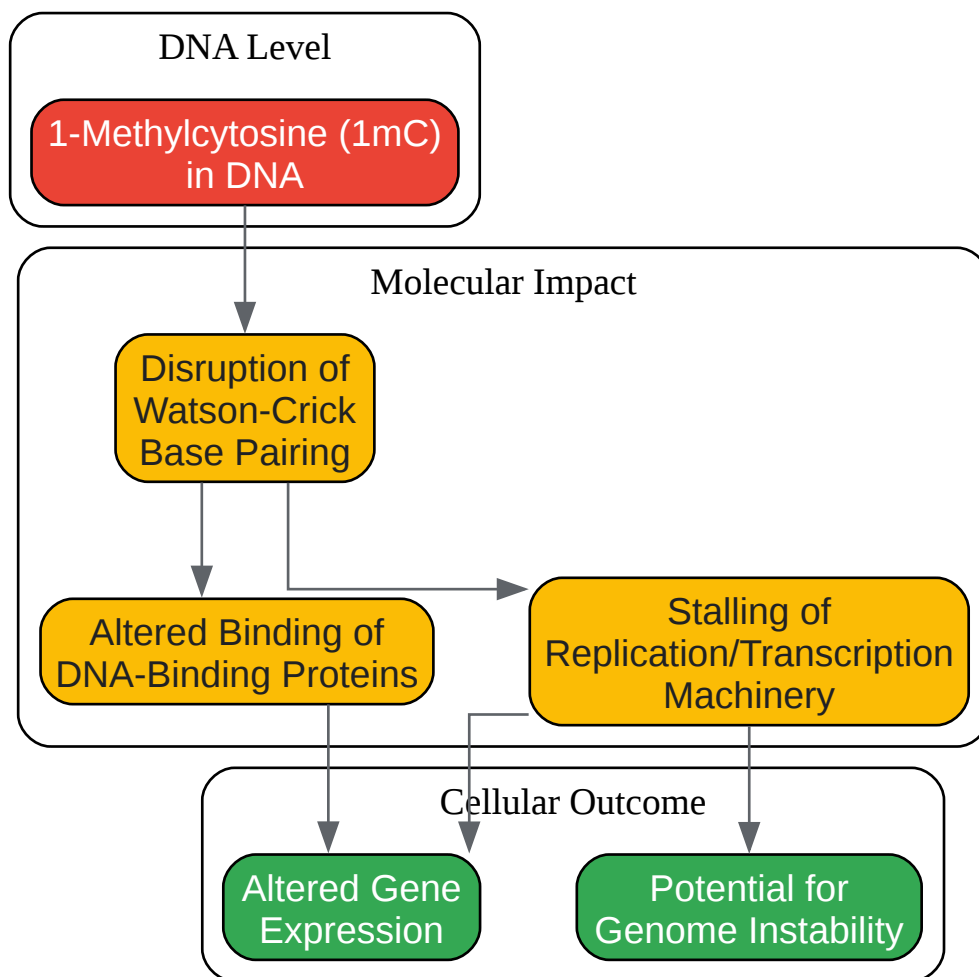 DNA Level
1-Methylcytosine (1mC)
in DNA
Molecular Impact
Disruption of
Watson-Crick
Base Pairing
Altered Binding of
DNA-Binding Proteins
Stalling of
Replication/Transcription
Machinery
Cellular Outcome
Altered Gene
Expression
Potential for
Genome Instability